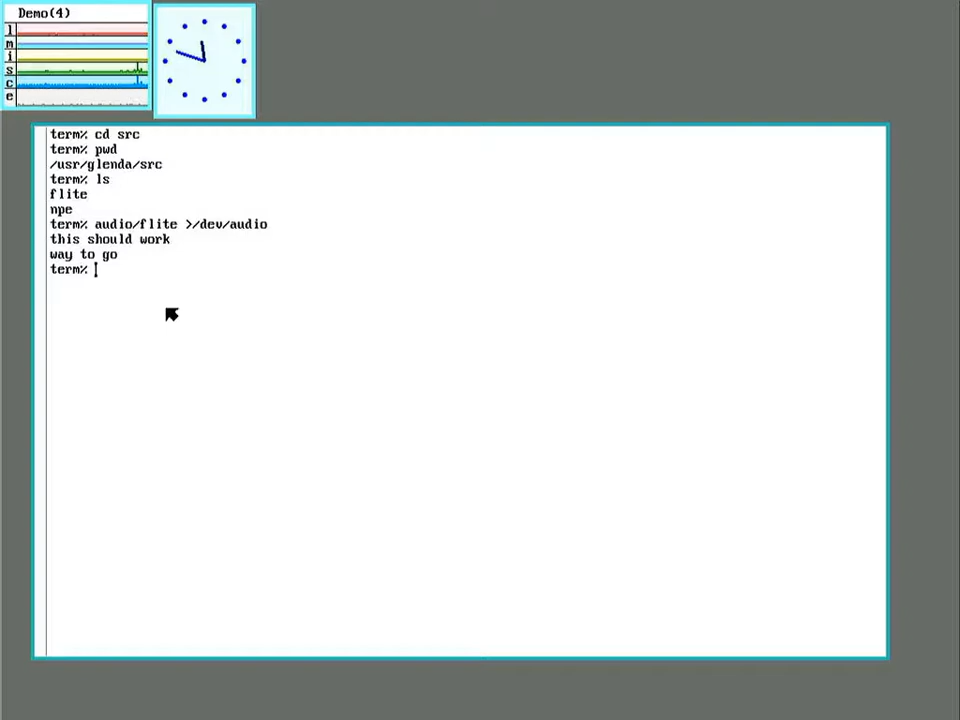 Demo(4)
l
m
i
s
c
e
term% cd src
term% pwd
/usr/glenda/src
term% ls
flite
npe
term% audio/flite >/dev/audio
this should work
way to go
term%